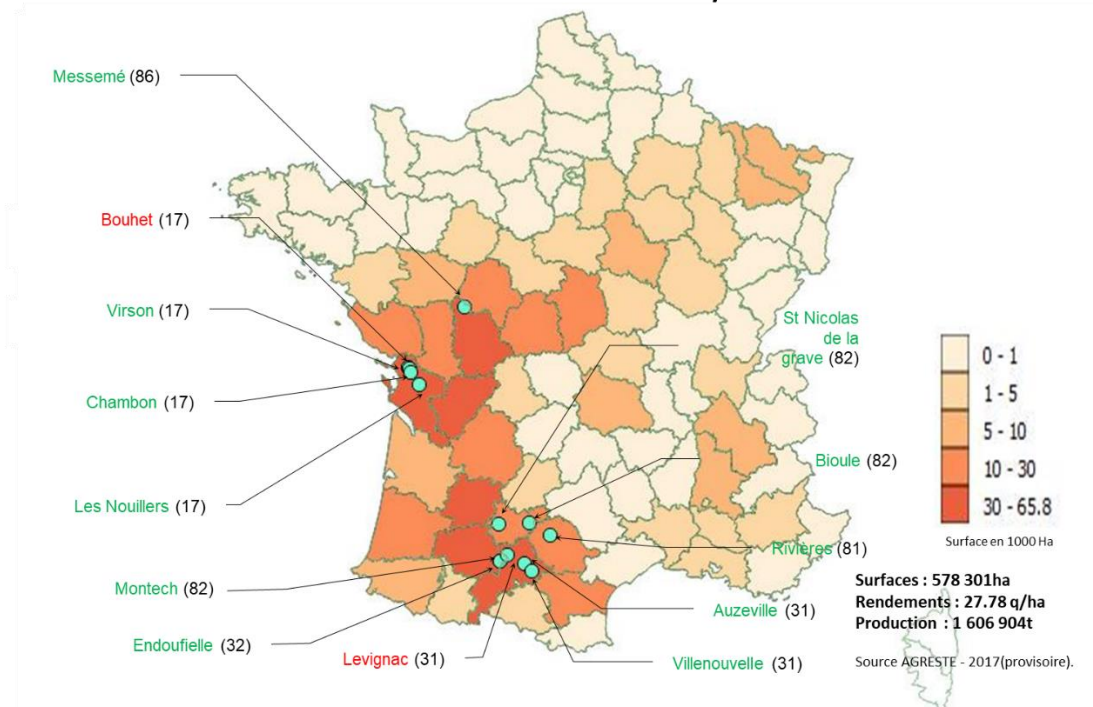 Messemé (86)
Bouhet (17)
Virson (17)
Chambon (17)
Les Nouillers (17)
Montech (82)
Endoufielle (32)
Levignac (31)
St Nicolas
de la
grave (82)
Bioule (82)
Rivières (81)
Auzeville (31)
Villenouvelle (31)
0 - 1
1 - 5
5 - 10
10 - 30
30 - 65.8
Surface en 1000 Ha
Surfaces : 578 301ha
Rendements : 27.78 q/ha
Production : 1 606 904t
Source AGRESTE - 2017(provisoire).